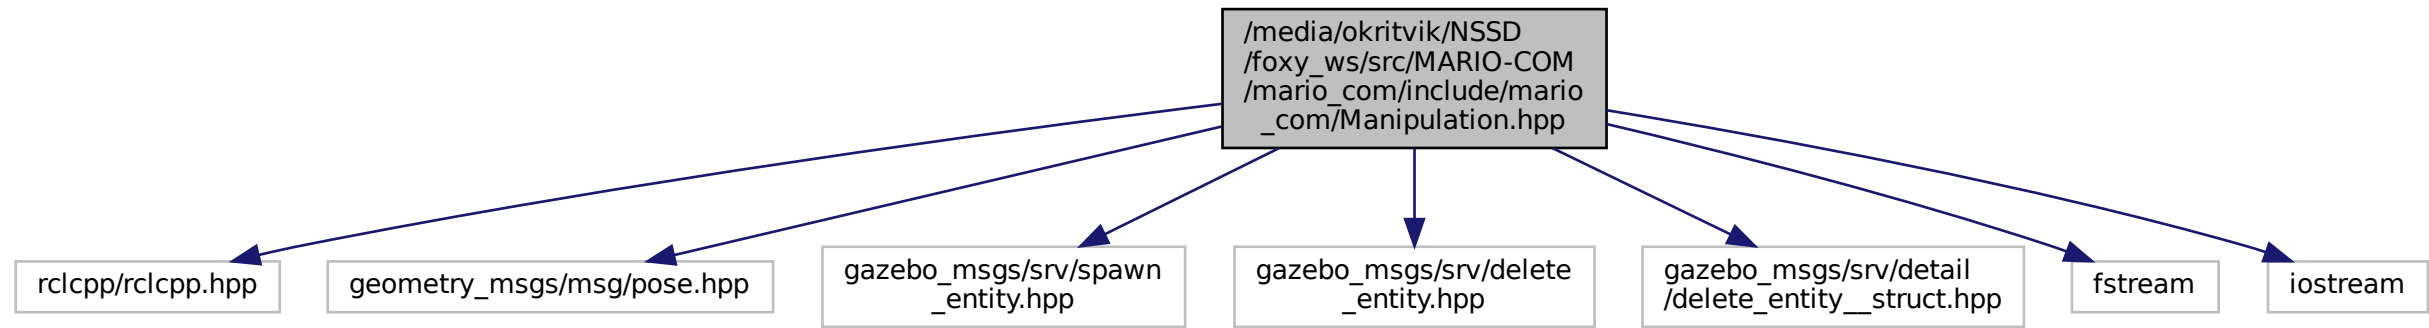 /media/okritvik/NSSD
/foxy_ws/src/MARIO-COM
/mario_com/include/mario
_com/Manipulation.hpp
rclcpp/rclcpp.hpp
geometry_msgs/msg/pose.hpp
gazebo_msgs/srv/spawn
_entity.hpp
gazebo_msgs/srv/delete
_entity.hpp
gazebo_msgs/srv/detail
/delete_entity__struct.hpp
fstream
iostream